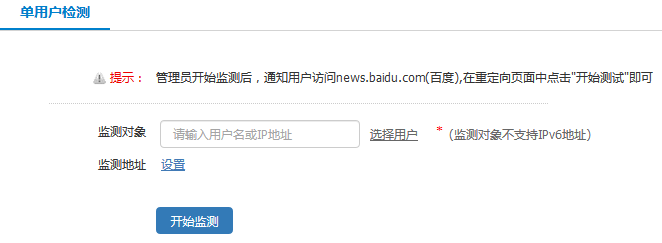 单用户检测
提示： 管理员开始监测后，通知用户访问news.baidu.com(百度),在重定向页面中点击"开始测试"即可
监测对象 请输入用户名或IP地址 选择用户 * (监测对象不支持IPv6地址)
监测地址 设置
开始监测